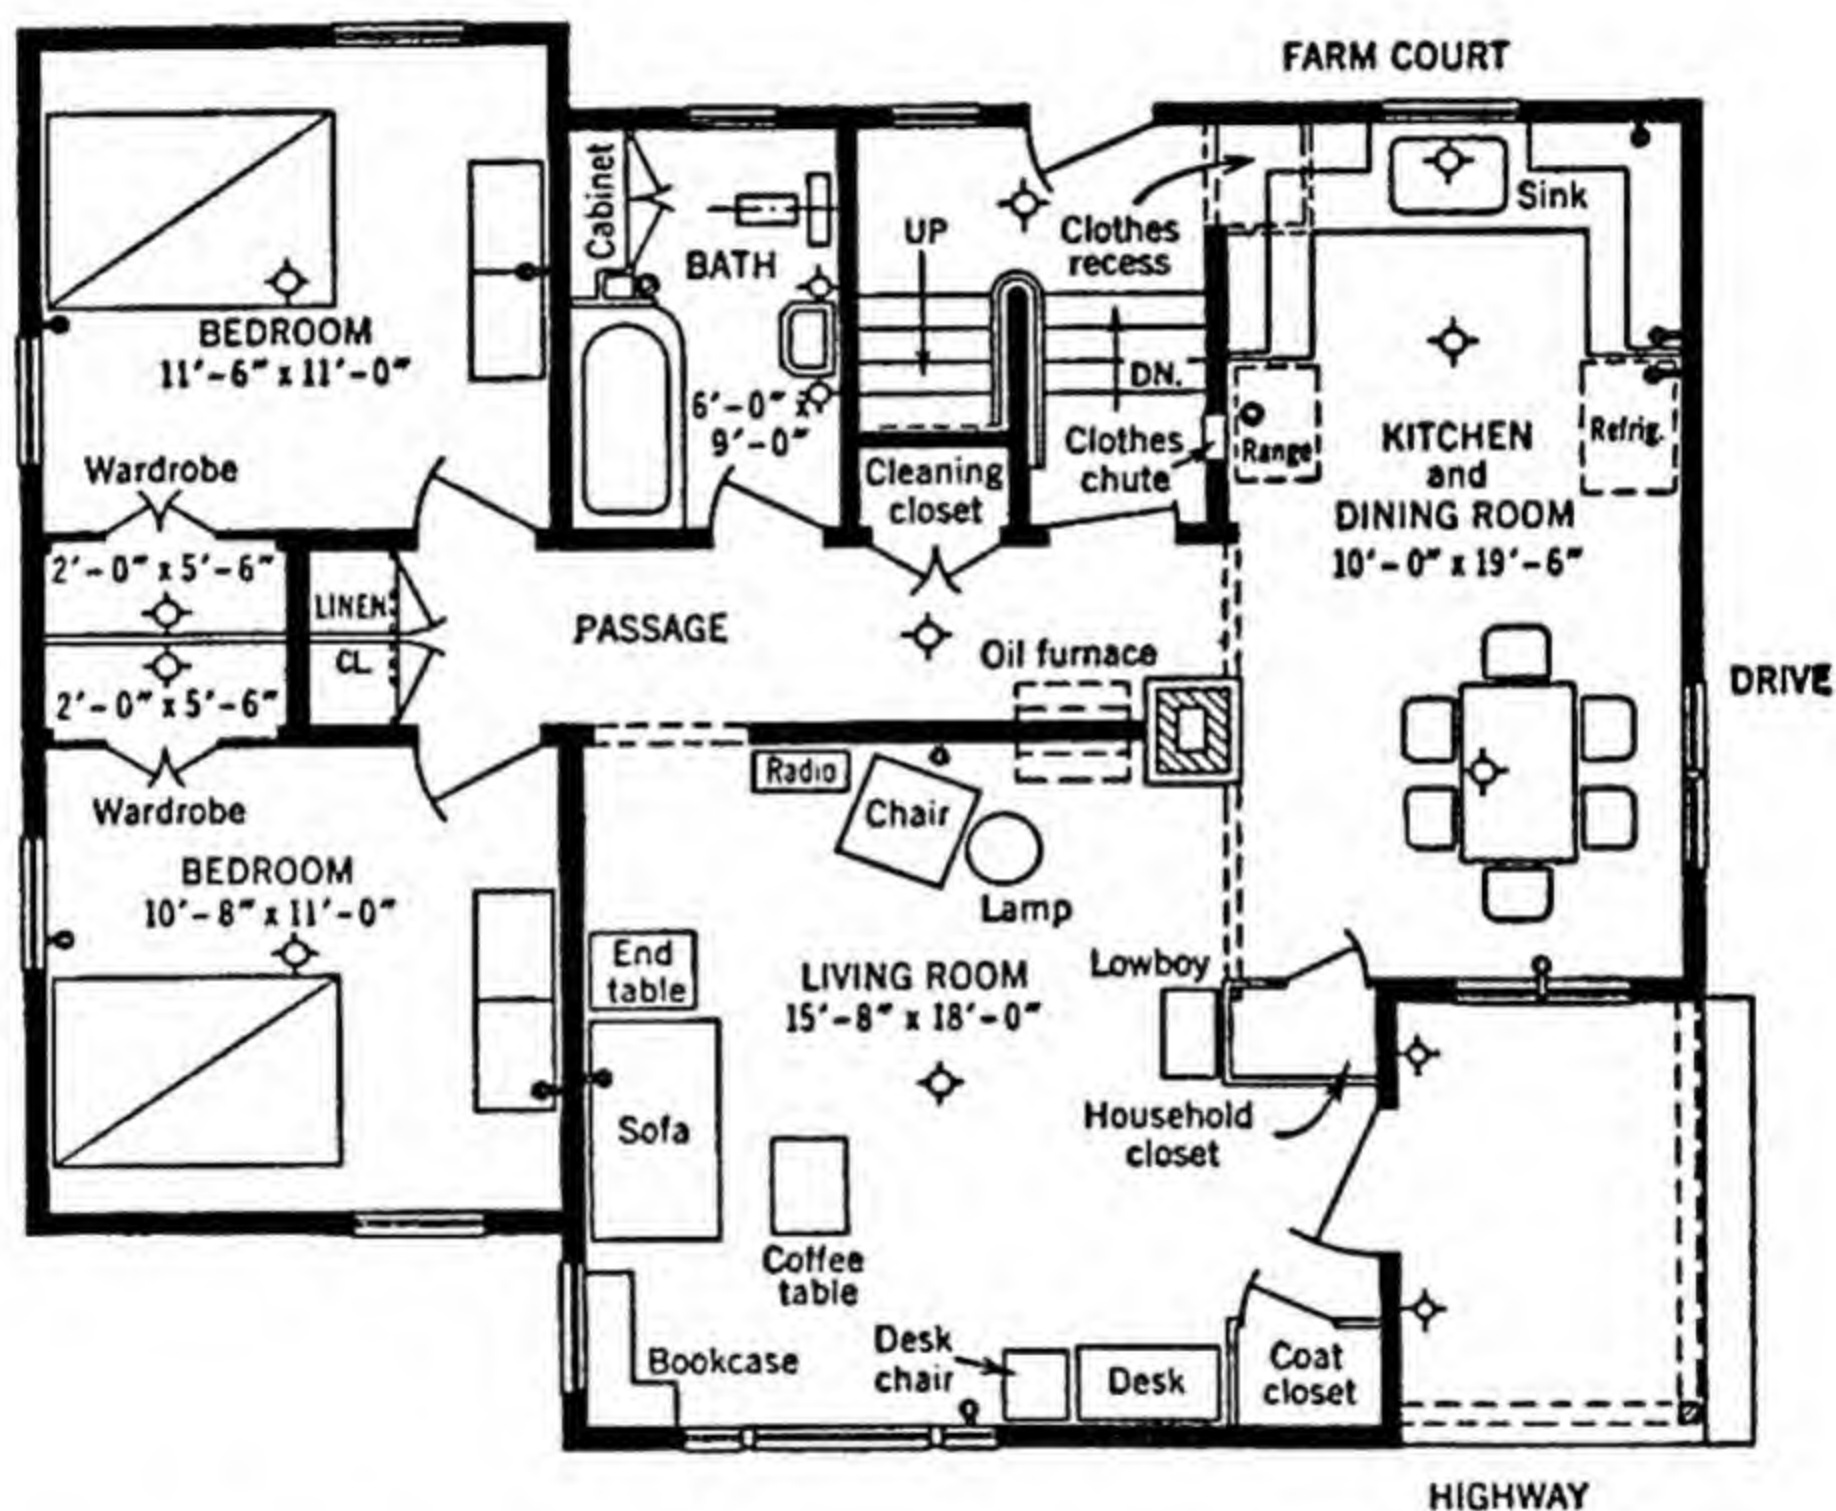 FARM COURT
Cabinet
BATH
6'-0" x
9'-0"
UP
Clothes
recess
Sink
DN.
Clothes
chute
Range
Refrig.
KITCHEN
and
DINING ROOM
10'-0" x 19'-6"
BEDROOM
11'-6" x 11'-0"
Wardrobe
2'-0" x 5'-6"
2'-0" x 5'-6"
Wardrobe
LINEN
CL.
Cleaning
closet
PASSAGE
Oil furnace
DRIVE
BEDROOM
10'-8" x 11'-0"
Radio
Chair
Lamp
End
table
LIVING ROOM
15'-8" x 18'-0"
Lowboy
Sofa
Household
closet
Coffee
table
Bookcase
Desk
chair
Desk
Coat
closet
HIGHWAY